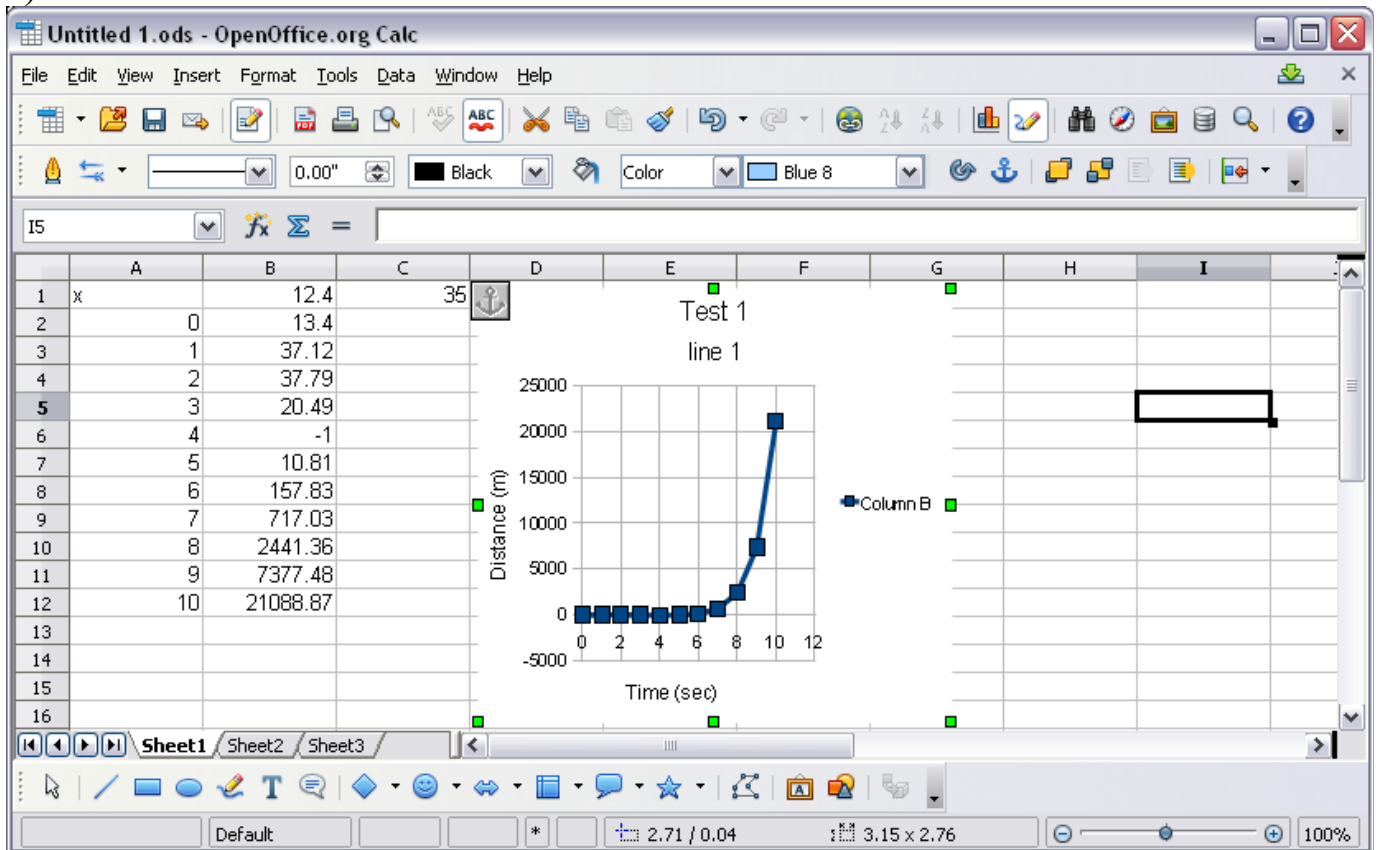 Untitled 1.ods - OpenOffice.org Calc
File Edit View Insert Format Tools Data Window Help
0.00" Black Color Blue 8
I5
A B C D E F G H I
1 x 12.4 35
2 0 13.4
3 1 37.12
4 2 37.79
5 3 20.49
6 4 -1
7 5 10.81
8 6 157.83
9 7 717.03
10 8 2441.36
11 9 7377.48
12 10 21088.87
13
14
15
16
Test 1
line 1
25000
20000
15000
10000
5000
0
-5000
0 2 4 6 8 10 12
Distance (m)
Time (sec)
Column B
Sheet1 Sheet2 Sheet3
Default * 2.71 / 0.04 3.15 x 2.76 100%